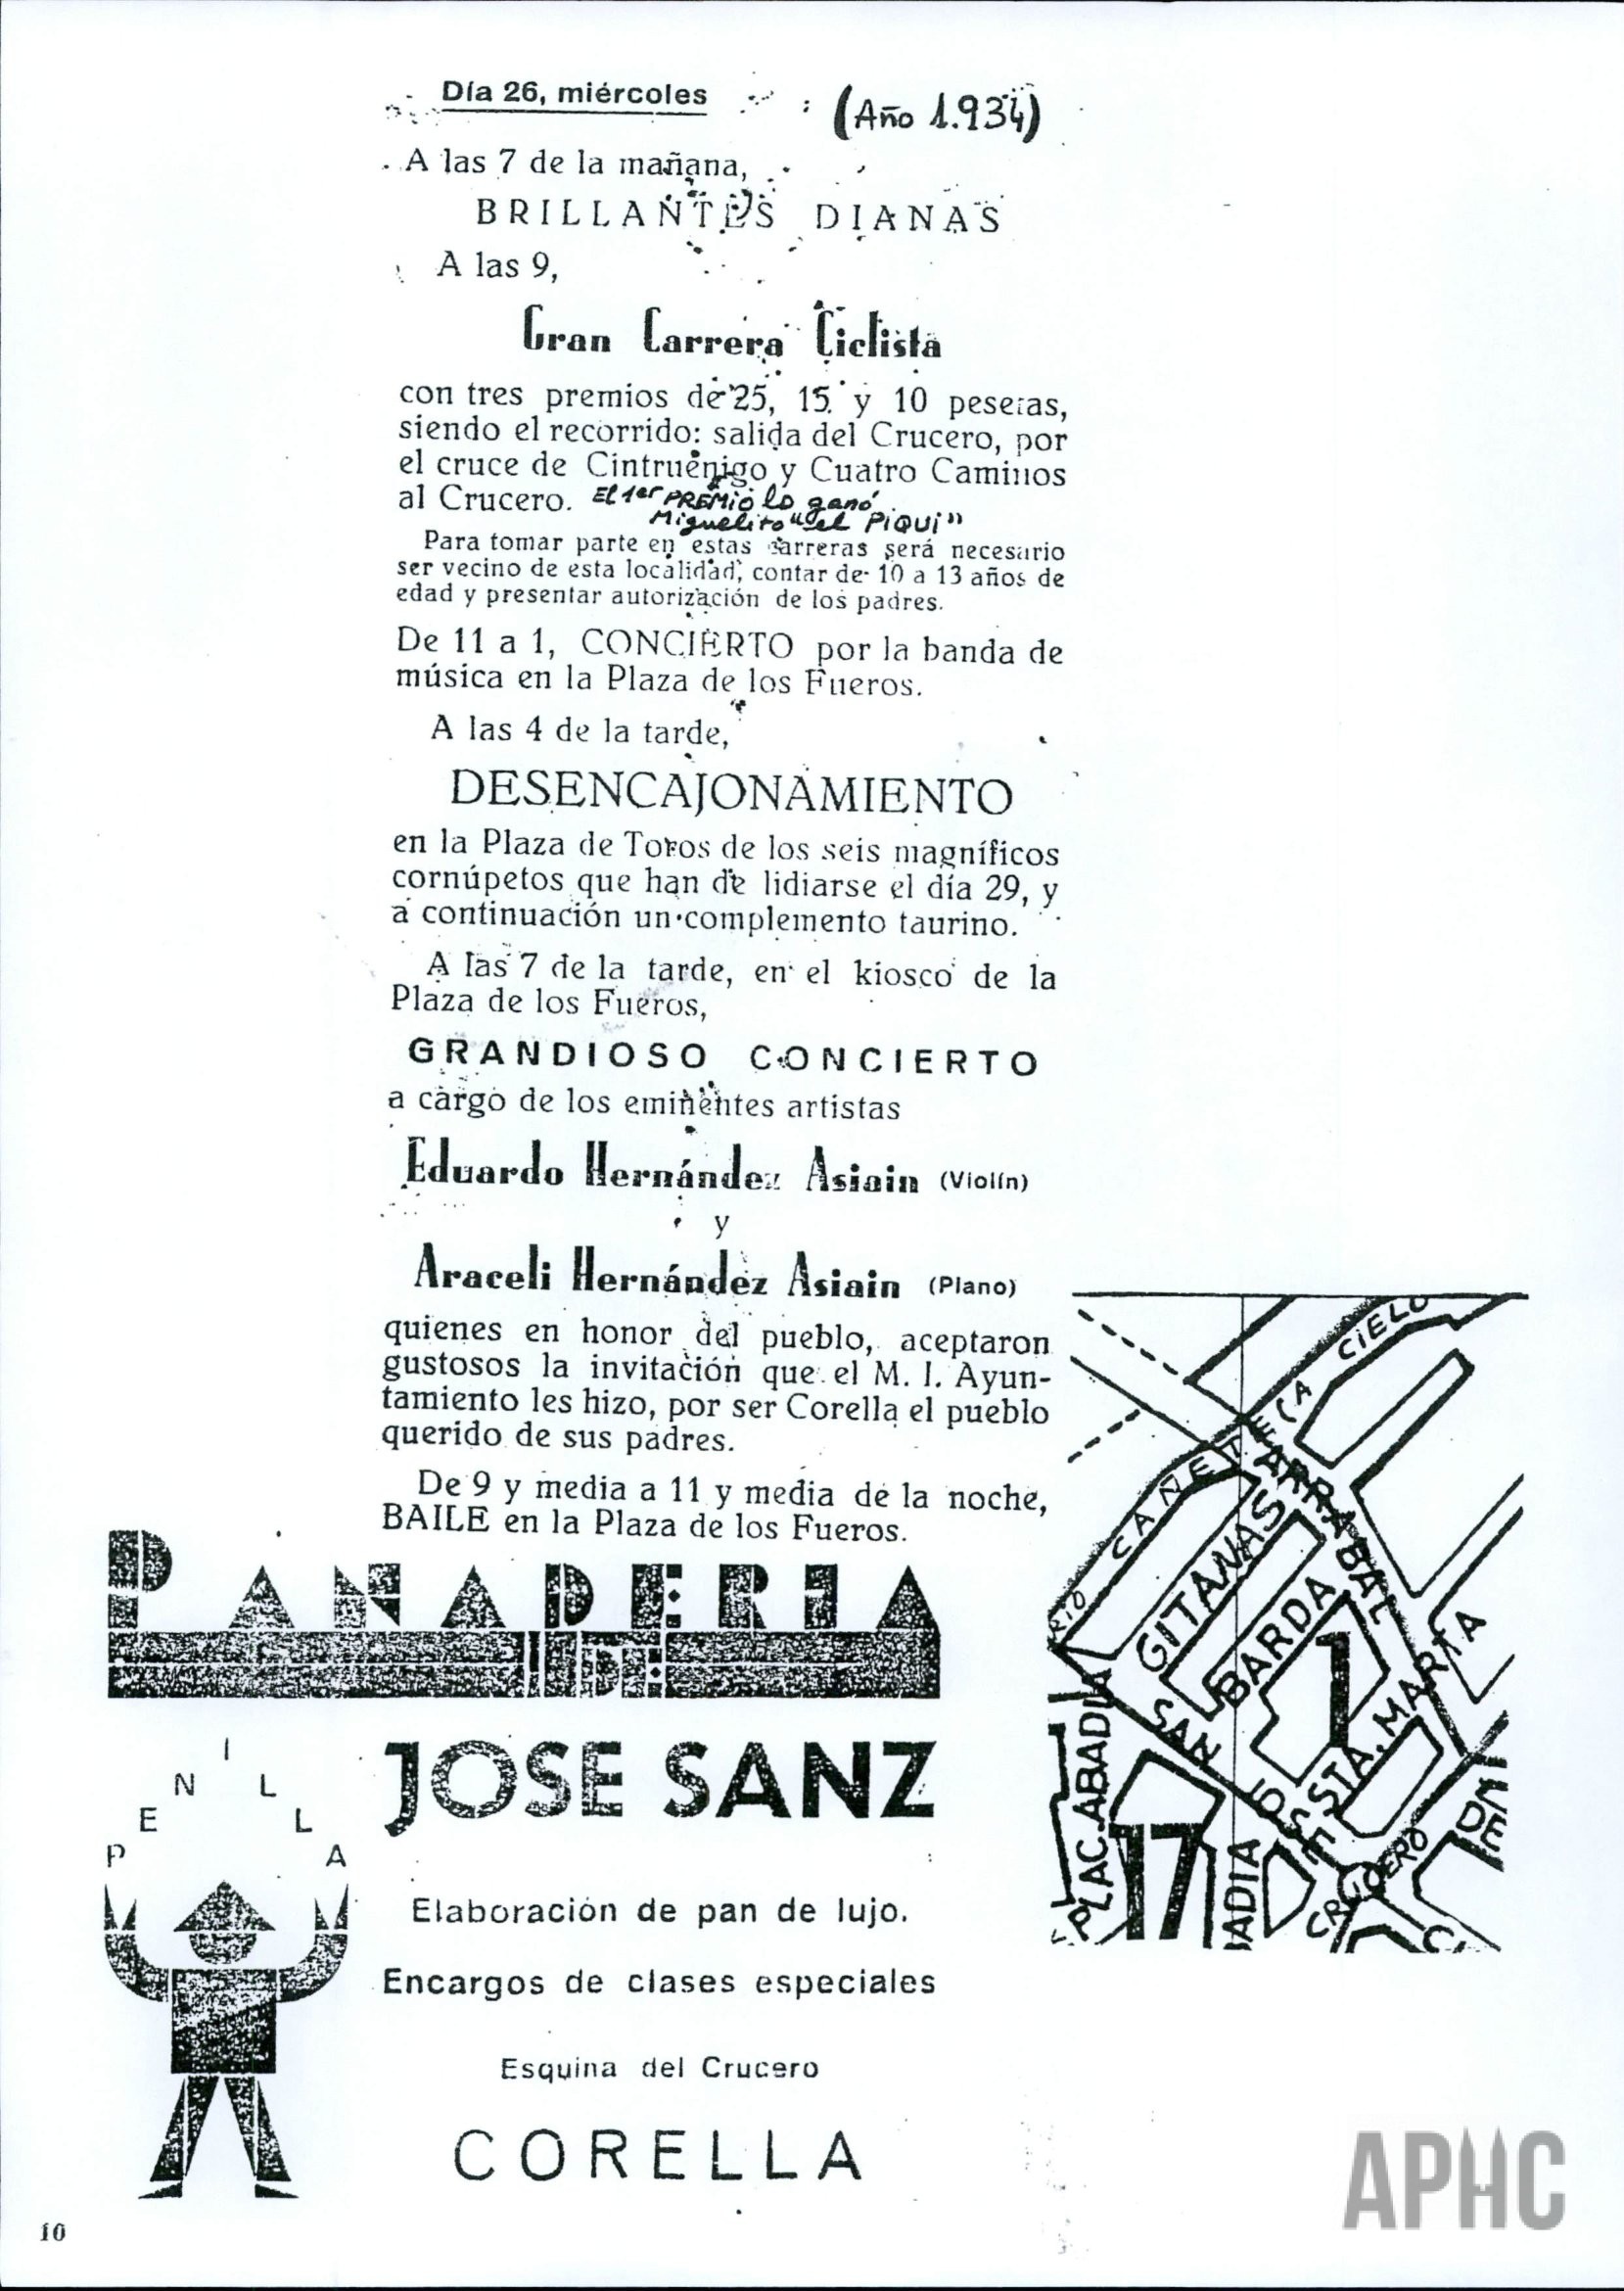 Día 26, miércoles
(Año 1.934)
A las 7 de la mañana,
BRILLANTES DIANAS
A las 9,
Gran Carrera Ciclista
con tres premios de 25, 15 y 10 pesetas,
siendo el recorrido: salida del Crucero, por
el cruce de Cintruénigo y Cuatro Caminos
al Crucero. El 1er PREMIO lo ganó
Miguelito "el PIQUI"
Para tomar parte en estas carreras será necesario
ser vecino de esta localidad, contar de 10 a 13 años de
edad y presentar autorización de los padres.
De 11 a 1, CONCIERTO por la banda de
música en la Plaza de los Fueros.
A las 4 de la tarde,
DESENCAJONAMIENTO
en la Plaza de Toros de los seis magníficos
cornúpetos que han de lidiarse el día 29, y
a continuación un complemento taurino.
A las 7 de la tarde, en el kiosco de la
Plaza de los Fueros,
GRANDIOSO CONCIERTO
a cargo de los eminentes artistas
Eduardo Hernández Asiain (Violín)
y
Araceli Hernández Asiain (Piano)
quienes en honor del pueblo, aceptaron
gustosos la invitación que el M. I. Ayun-
tamiento les hizo, por ser Corella el pueblo
querido de sus padres.
De 9 y media a 11 y media de la noche,
BAILE en la Plaza de los Fueros.
PANADERIA
DE
JOSE SANZ
PENILLA
Elaboración de pan de lujo.
Encargos de clases especiales
Esquina del Crucero
CORELLA
CIELO
CAÑETECA
RIO
ARRABAL
GITANAS
BARDA
1
STA. MARIA
SAN JOSE
PLAC. ABADIA
17
BADIA
CRUCERO
10
APHC